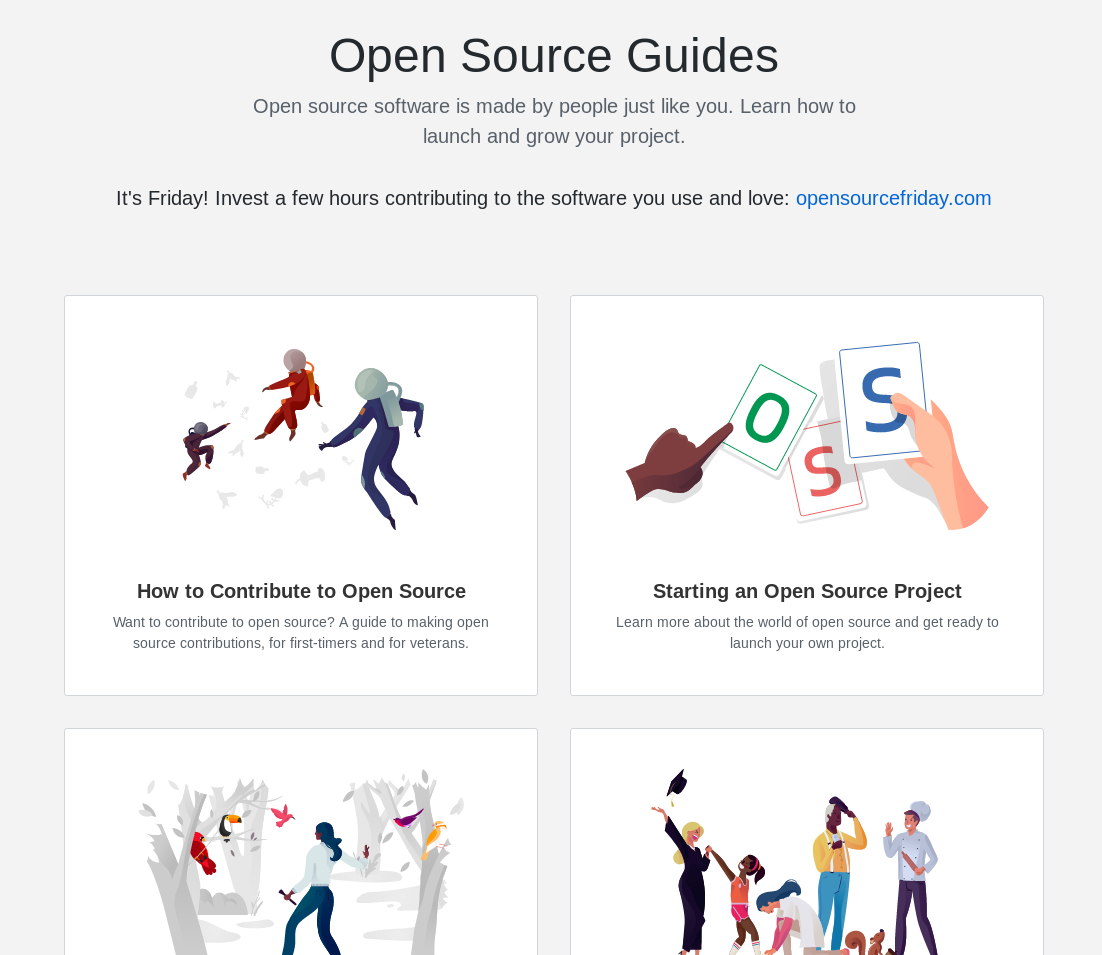 Open Source Guides
Open source software is made by people just like you. Learn how to
launch and grow your project.
It's Friday! Invest a few hours contributing to the software you use and love: opensourcefriday.com
O
S
S
How to Contribute to Open Source
Want to contribute to open source? A guide to making open
source contributions, for first-timers and for veterans.
Starting an Open Source Project
Learn more about the world of open source and get ready to
launch your own project.